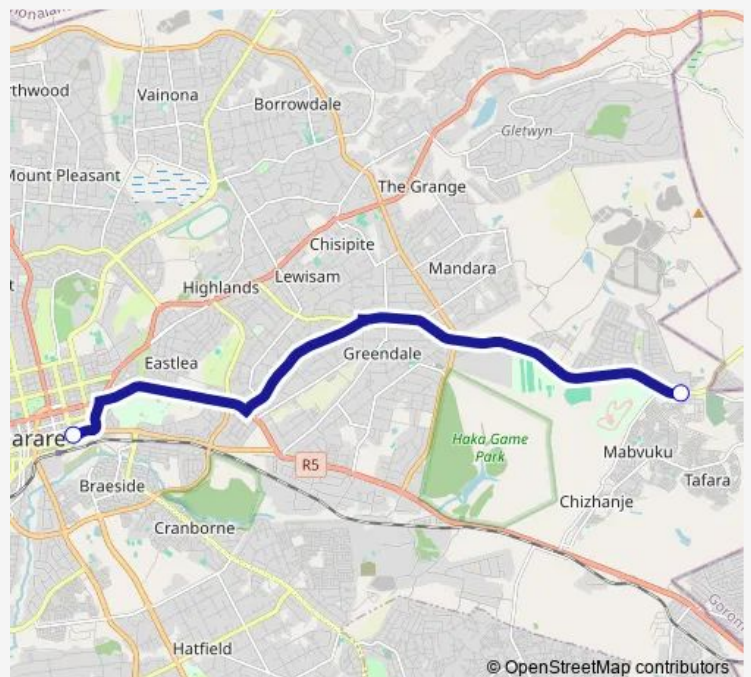 rthwood
Vainona
Borrowdale
Gletwyn
Mount Pleasant
The Grange
Chisipite
Mandara
Lewisam
Highlands
Eastlea
Greendale
arare
R5
Haka Game
Park
Mabvuku
Braeside
Tafara
Chizhanje
Cranborne
Hatfield
© OpenStreetMap contributors